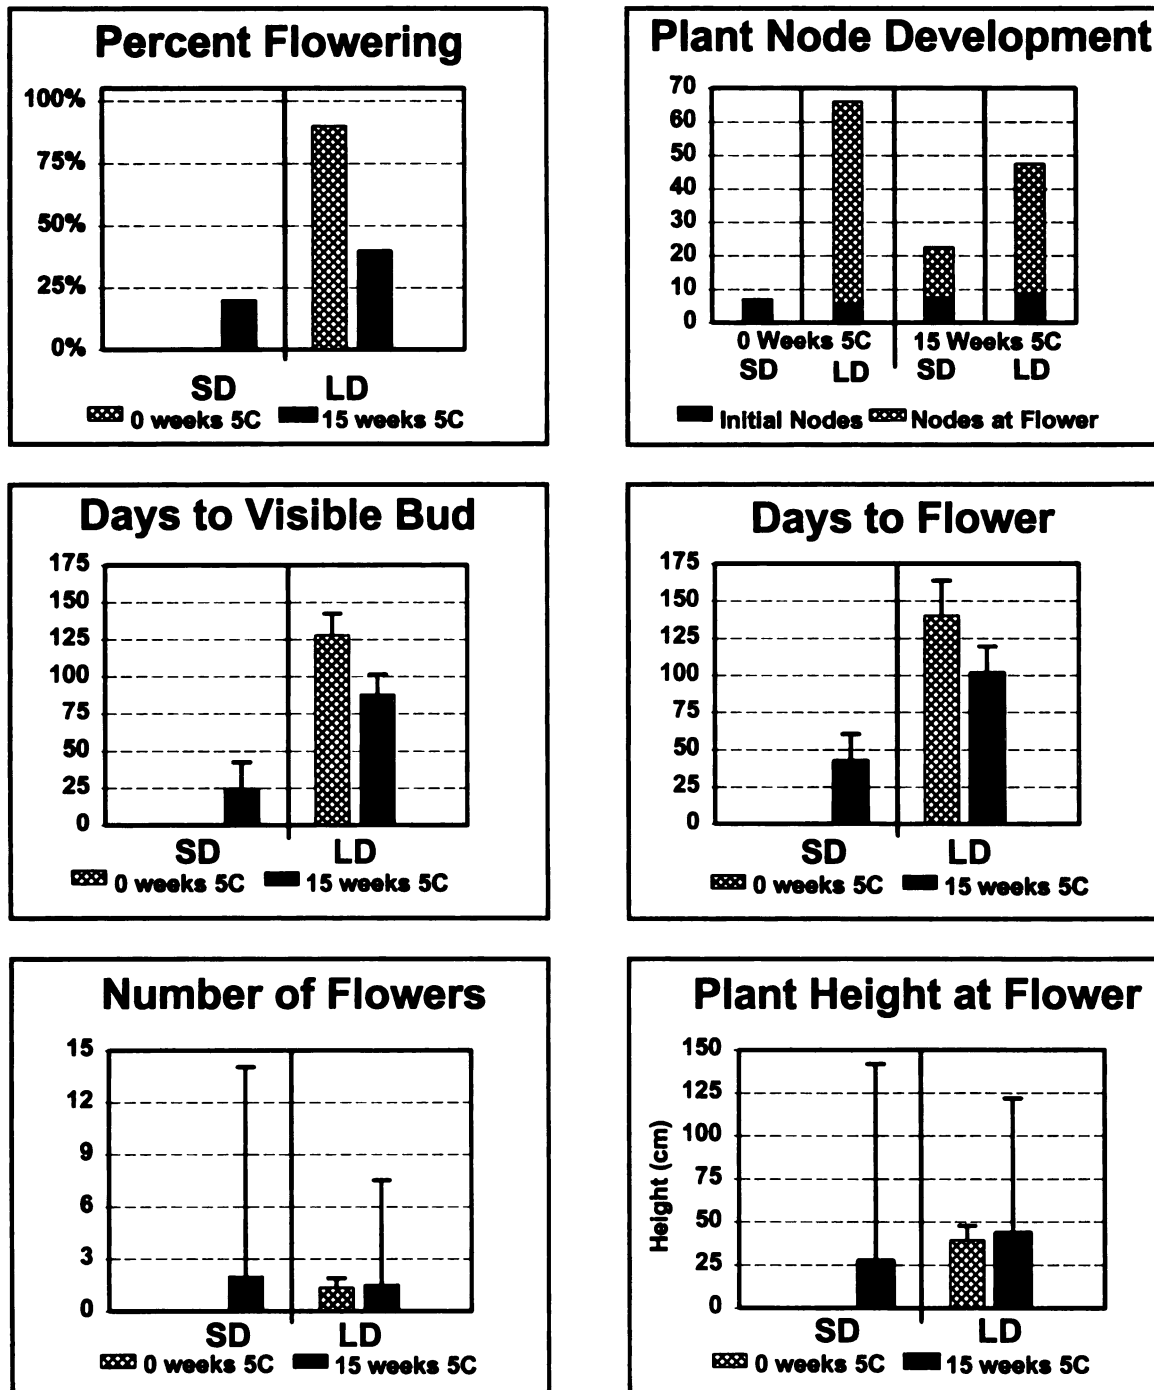 Percent Flowering
100%
75%
50%
25%
0%
SD LD
0 weeks 5C 15 weeks 5C
Plant Node Development
70
60
50
40
30
20
10
0
0 Weeks 5C 15 Weeks 5C
SD LD SD LD
Initial Nodes Nodes at Flower
Days to Visible Bud
175
150
125
100
75
50
25
0
SD LD
0 weeks 5C 15 weeks 5C
Days to Flower
175
150
125
100
75
50
25
0
SD LD
0 weeks 5C 15 weeks 5C
Number of Flowers
15
12
9
6
3
0
SD LD
0 weeks 5C 15 weeks 5C
Plant Height at Flower
Height (cm)
150
125
100
75
50
25
0
SD LD
0 weeks 5C 15 weeks 5C